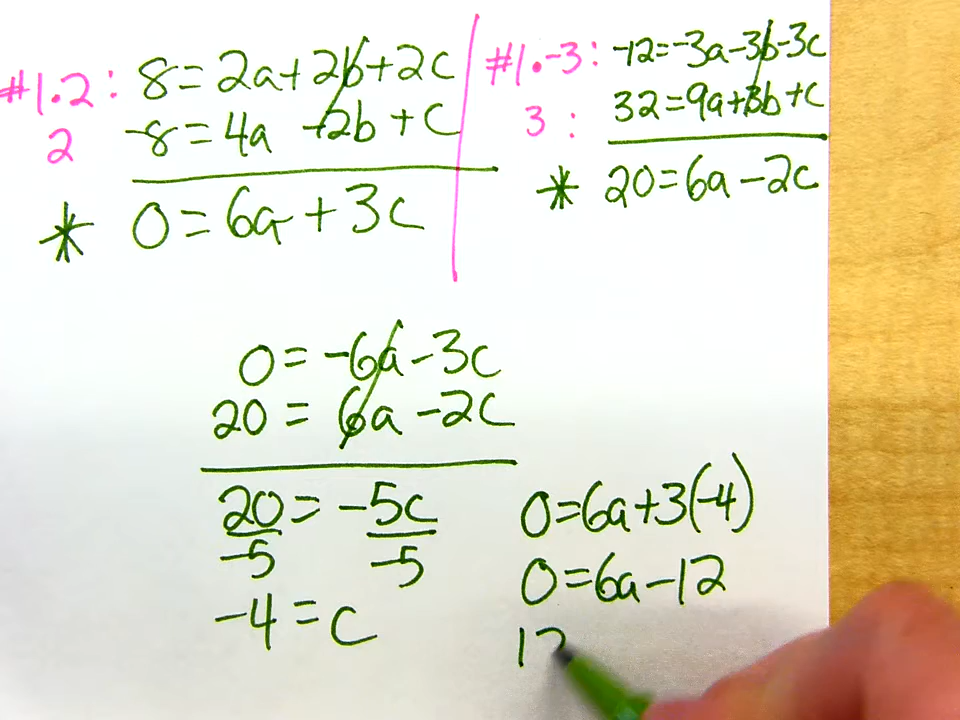 #1·2: 8 = 2a + 2b + 2c
2 -8 = 4a -2b + c
* 0 = 6a + 3c
#1·-3: -12 = -3a - 3b - 3c
3: 32 = 9a + 3b + c
* 20 = 6a - 2c
0 = -6a - 3c
20 = 6a - 2c
20 = -5c
-5 -5
-4 = c
0 = 6a + 3(-4)
0 = 6a - 12
12